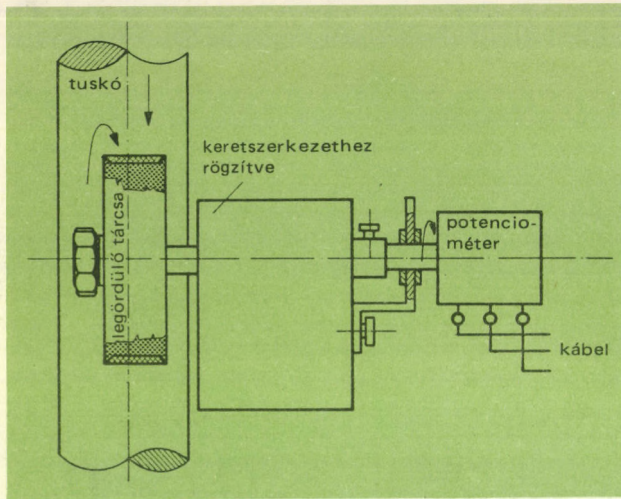 tuskó
keretszerkezethez
rögzítve
legördülő tárcsa
potencio-
méter
kábel